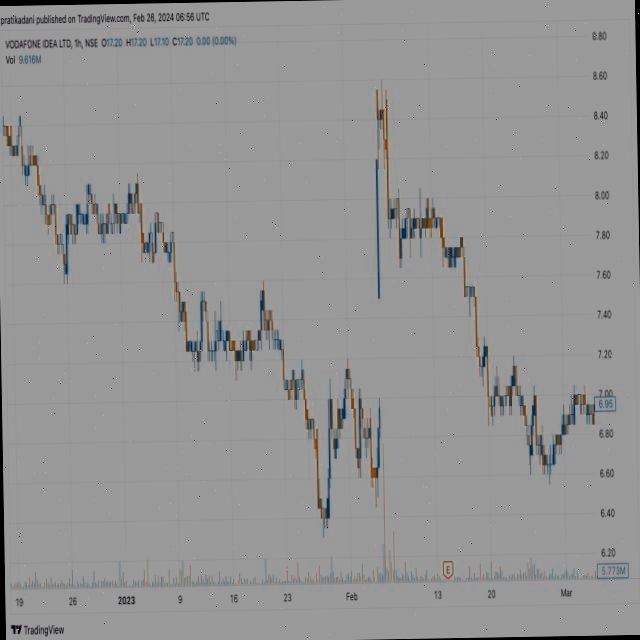 pratikadani published on TradingView.com, Feb 26, 2024 06:56 UTC
VODAFONE IDEA LTD, 1h, NSE O17.20 H17.20 L17.10 C17.20 0.00 (0.00%)
Vol 9.616M
8.80
8.60
8.40
8.20
8.00
7.80
7.60
7.40
7.20
7.00
6.95
6.80
6.60
6.40
6.20
5.773M
E
19 26 2023 9 16 23 Feb 13 20 Mar
TradingView